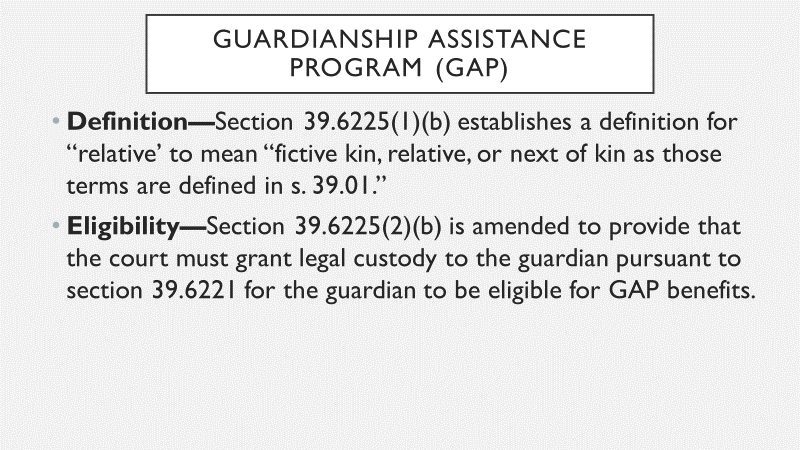 GUARDIANSHIP ASSISTANCE
PROGRAM (GAP)
• Definition—Section 39.6225(1)(b) establishes a definition for
“relative’ to mean “fictive kin, relative, or next of kin as those
terms are defined in s. 39.01.”
• Eligibility—Section 39.6225(2)(b) is amended to provide that
the court must grant legal custody to the guardian pursuant to
section 39.6221 for the guardian to be eligible for GAP benefits.